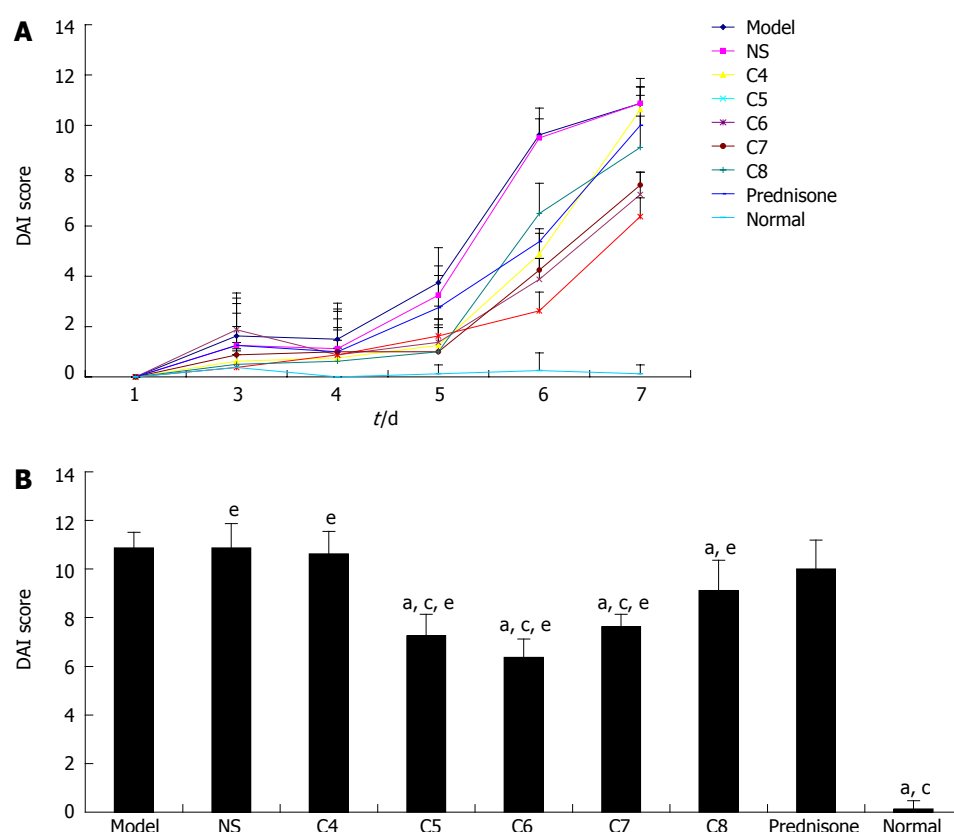 A
14
12
10
8
6
4
2
0
DAI score
1 3 4 5 6 7
t/d
Model
NS
C4
C5
C6
C7
C8
Prednisone
Normal
B
14
12
10
8
6
4
2
0
DAI score
e
e
a, c, e
a, c, e
a, c, e
a, e
a, c
Model NS C4 C5 C6 C7 C8 Prednisone Normal